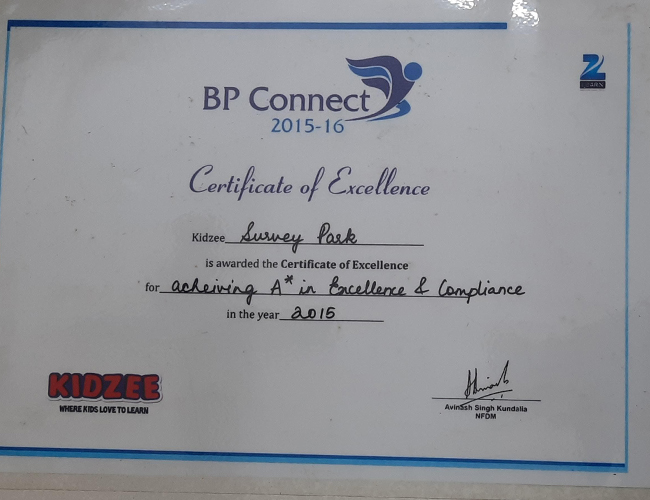 BP Connect
2015-16
Z
LEARN
Certificate of Excellence
Kidzee Survey Park
is awarded the Certificate of Excellence
for acheiving A* in Excellence & Compliance
in the year 2015
KIDZEE
WHERE KIDS LOVE TO LEARN
Avinash Singh Kundalia
NFDM